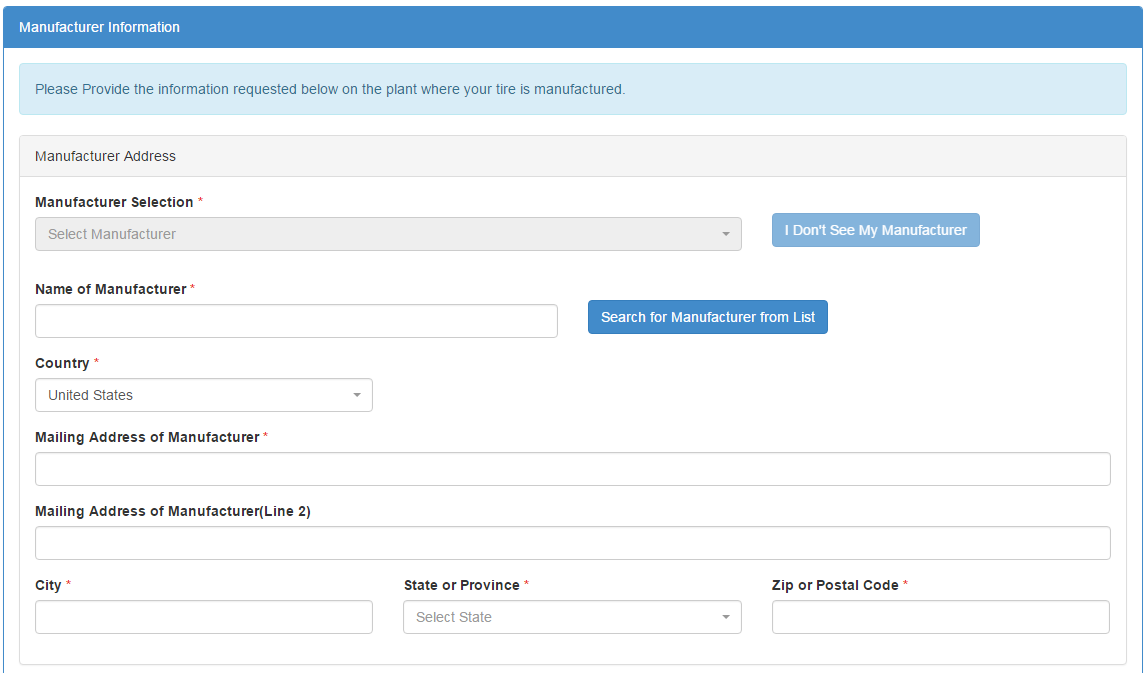 Manufacturer Information
Please Provide the information requested below on the plant where your tire is manufactured.
Manufacturer Address
Manufacturer Selection *
Select Manufacturer
I Don't See My Manufacturer
Name of Manufacturer *
Search for Manufacturer from List
Country *
United States
Mailing Address of Manufacturer *
Mailing Address of Manufacturer(Line 2)
City *
State or Province *
Zip or Postal Code *
Select State